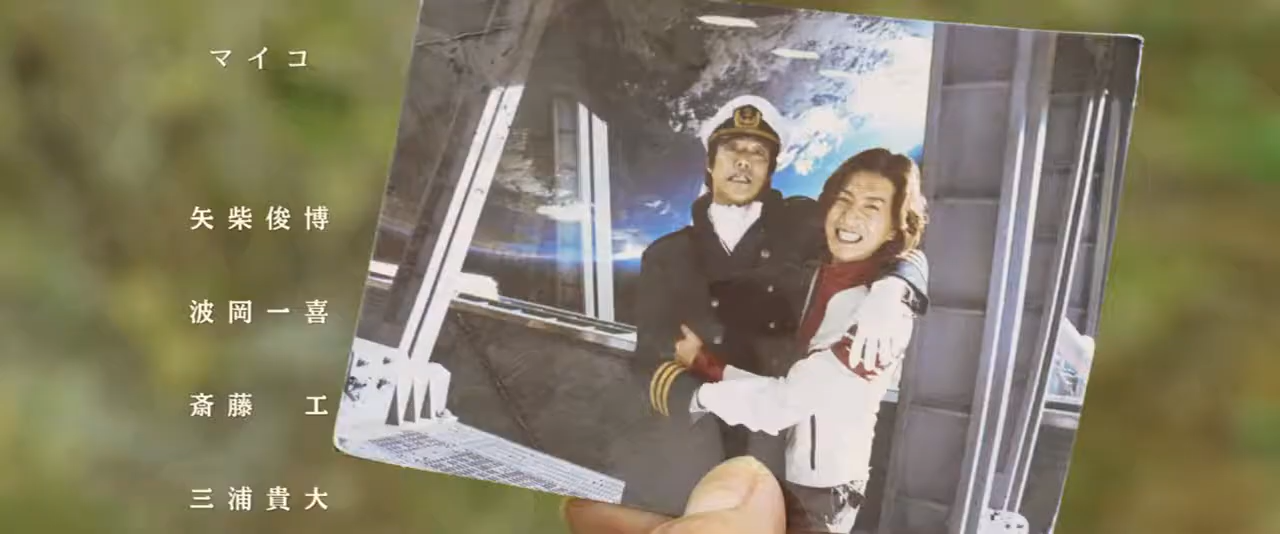 マイコ
矢柴俊博
波岡一喜
斎藤　工
三浦貴大